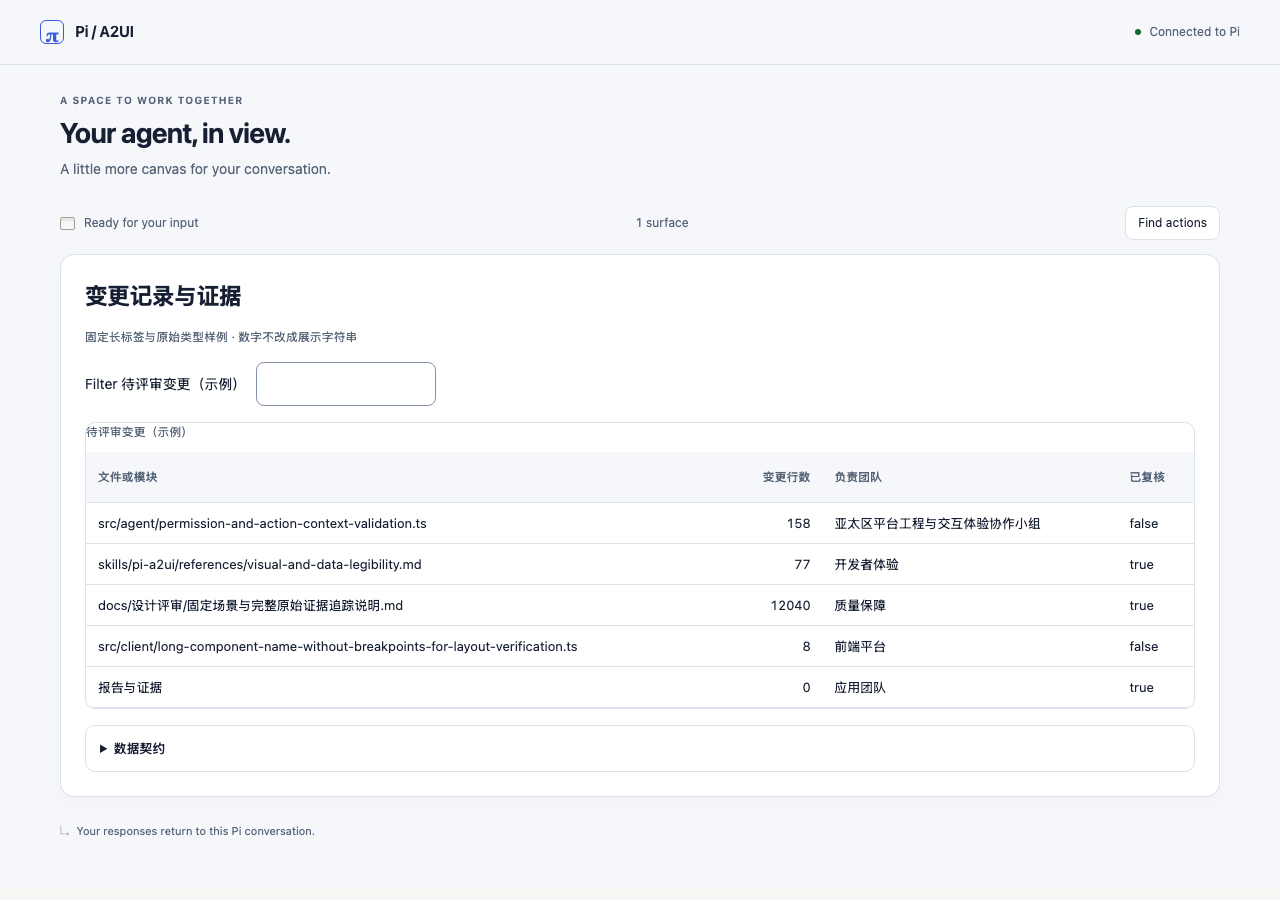 π Pi / A2UI
Connected to Pi
A SPACE TO WORK TOGETHER
Your agent, in view.
A little more canvas for your conversation.
Ready for your input
1 surface
Find actions
变更记录与证据
固定长标签与原始类型样例 · 数字不改成展示字符串
Filter 待评审变更（示例）
待评审变更（示例）
文件或模块 变更行数 负责团队 已复核
src/agent/permission-and-action-context-validation.ts 158 亚太区平台工程与交互体验协作小组 false
skills/pi-a2ui/references/visual-and-data-legibility.md 77 开发者体验 true
docs/设计评审/固定场景与完整原始证据追踪说明.md 12040 质量保障 true
src/client/long-component-name-without-breakpoints-for-layout-verification.ts 8 前端平台 false
报告与证据 0 应用团队 true
数据契约
Your responses return to this Pi conversation.